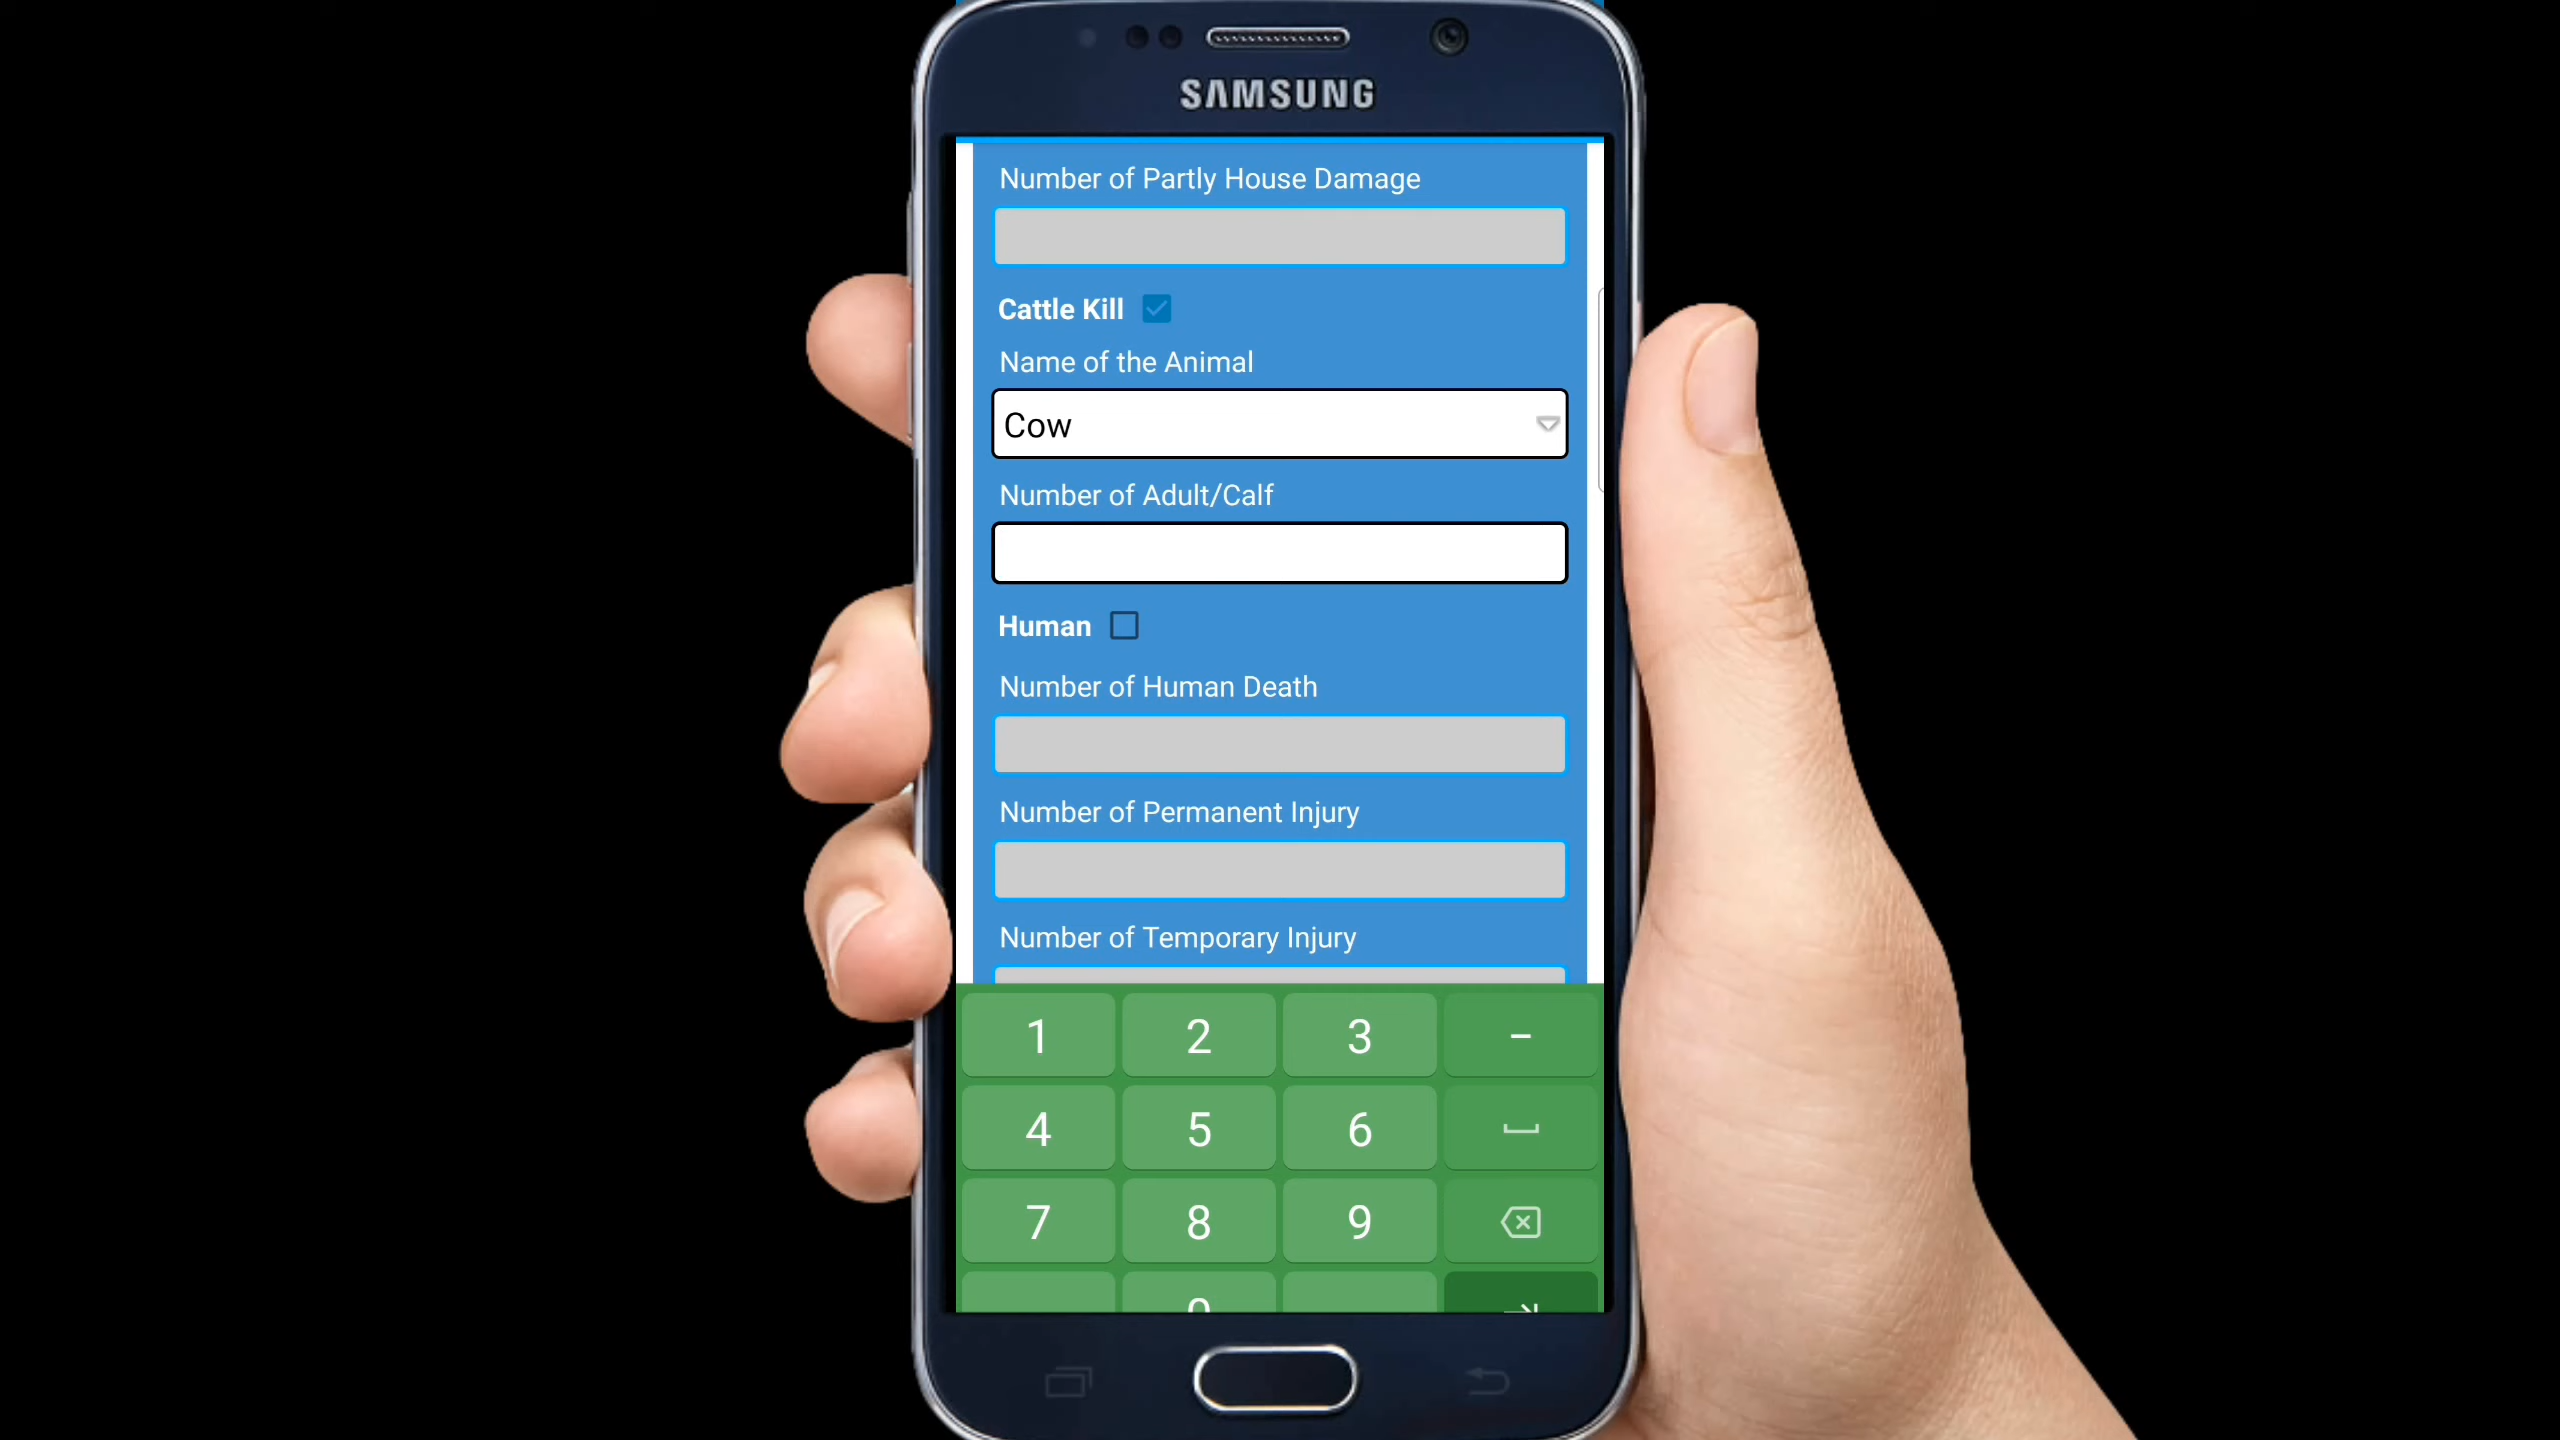 SAMSUNG
Number of Partly House Damage
Cattle Kill
Name of the Animal
Cow
Number of Adult/Calf
Human
Number of Human Death
Number of Permanent Injury
Number of Temporary Injury
1 2 3 -
4 5 6
7 8 9
0